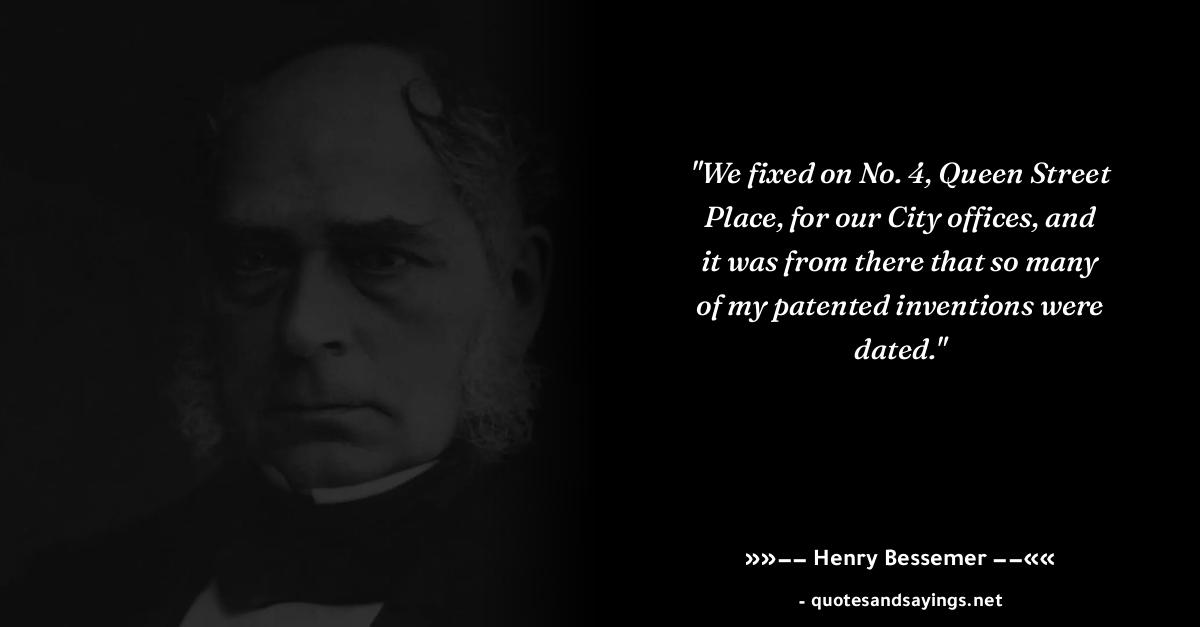 "We fixed on No. 4, Queen Street
Place, for our City offices, and
it was from there that so many
of my patented inventions were
dated."
»»−− Henry Bessemer −−««
- quotesandsayings.net